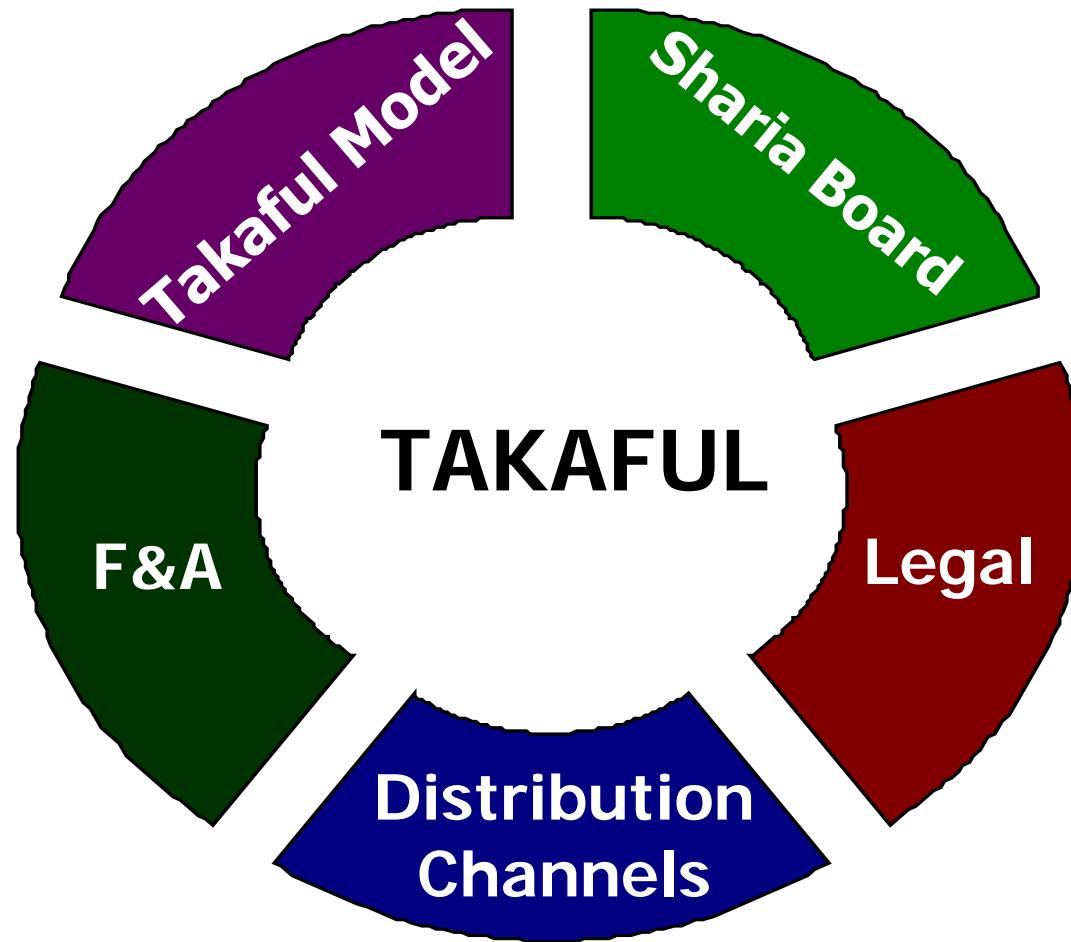 Takaful Model
Sharia Board
TAKAFUL
F&A
Legal
Distribution
Channels